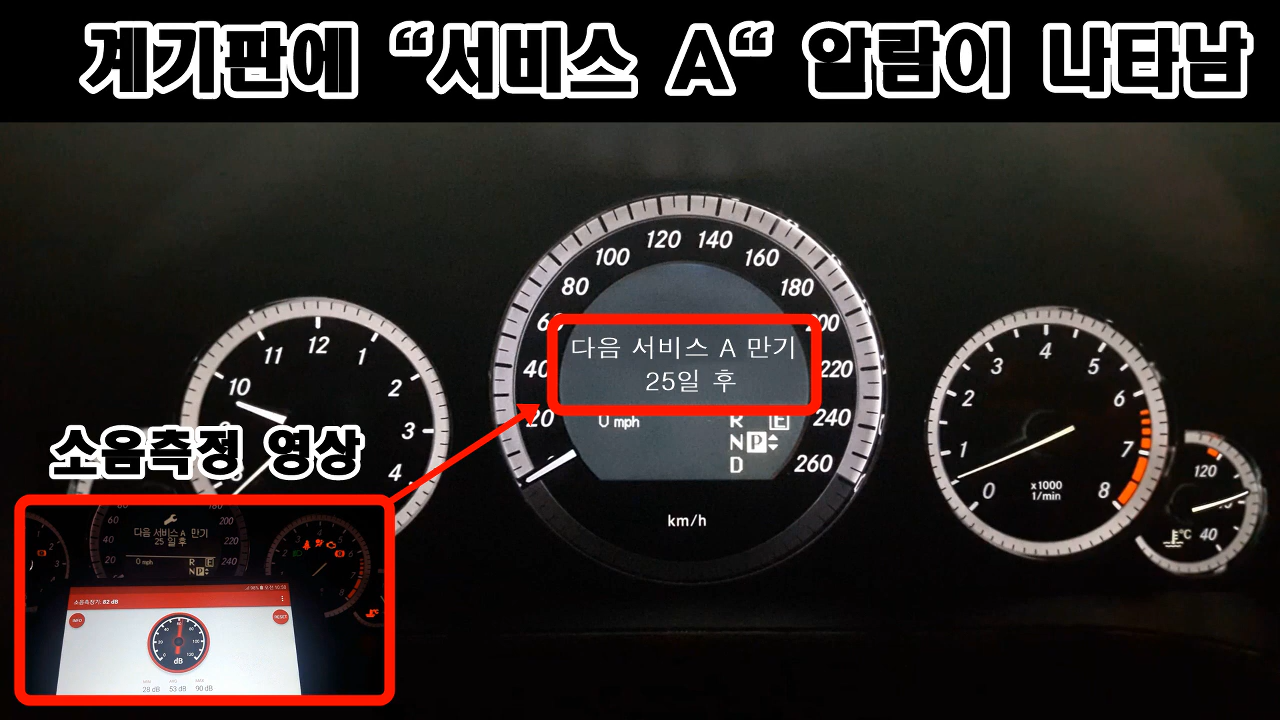 계기판에 “서비스 A“ 알람이 나타남
120 140
100 160
80 180
60 200
다음 서비스 A 만기
25일 후
40 220
20 240
0 mph
R E
N P
D
260
km/h
11 12 1
10 2
3
4
소음측정 영상
3 4 5
2 6
1 7
0 8
x1000
1/min
120
°C 40
60 200
다음 서비스 A 만기
25 일 후
40 220
20 240
0 mph
R E
N P
소음측정기: 82 dB
RESET
dB
28 dB 53 dB 90 dB